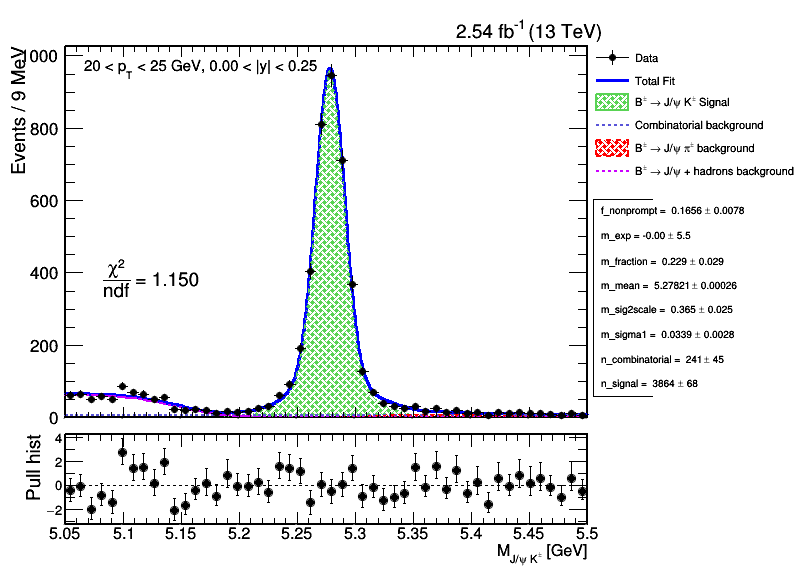 2.54 fb⁻¹ (13 TeV)
Events / 9 MeV
1000
800
600
400
200
0
20 < p_T < 25 GeV, 0.00 < |y| < 0.25
χ²/ndf = 1.150
Data
Total Fit
B± → J/ψ K± Signal
Combinatorial background
B± → J/ψ π± background
B± → J/ψ + hadrons background
f_nonprompt = 0.1656 ± 0.0078
m_exp = -0.00 ± 5.5
m_fraction = 0.229 ± 0.029
m_mean = 5.27821 ± 0.00026
m_sig2scale = 0.365 ± 0.025
m_sigma1 = 0.0339 ± 0.0028
n_combinatorial = 241 ± 45
n_signal = 3864 ± 68
Pull hist
4
2
0
−2
5.05 5.1 5.15 5.2 5.25 5.3 5.35 5.4 5.45 5.5
M_J/ψ K± [GeV]